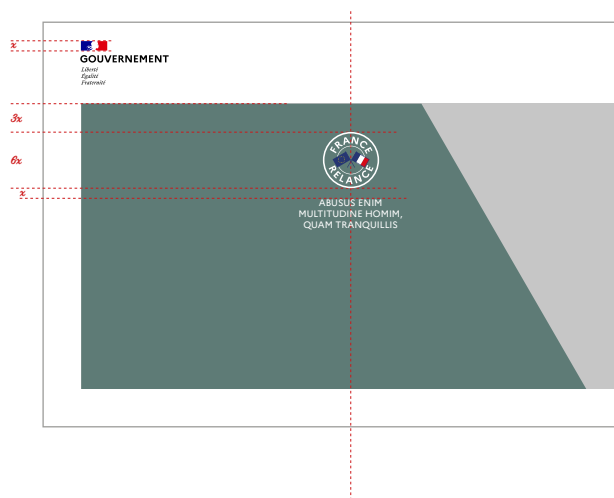 x
GOUVERNEMENT
Liberté
Égalité
Fraternité
3x
FRANCE
6x
RELANCE
x
ABUSUS ENIM
MULTITUDINE HOMIM,
QUAM TRANQUILLIS